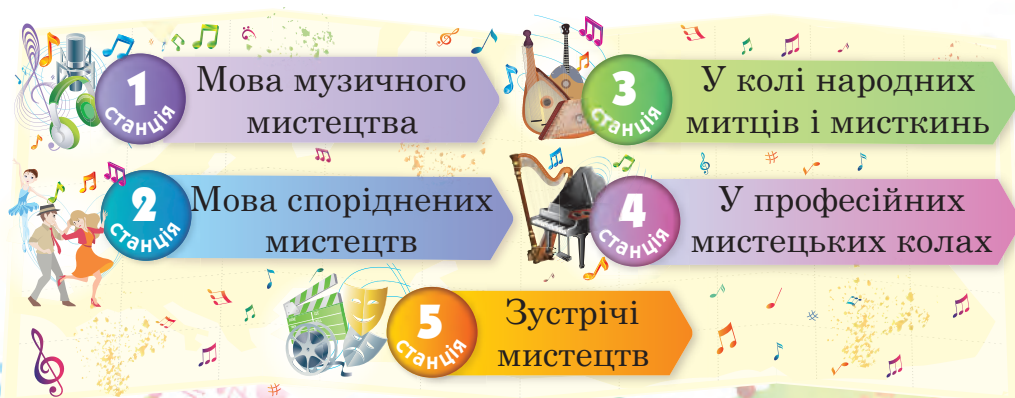 1
станція
Мова музичного
мистецтва
2
станція
Мова споріднених
мистецтв
3
станція
У колі народних
митців і мисткинь
4
станція
У професійних
мистецьких колах
5
станція
Зустрічі
мистецтв